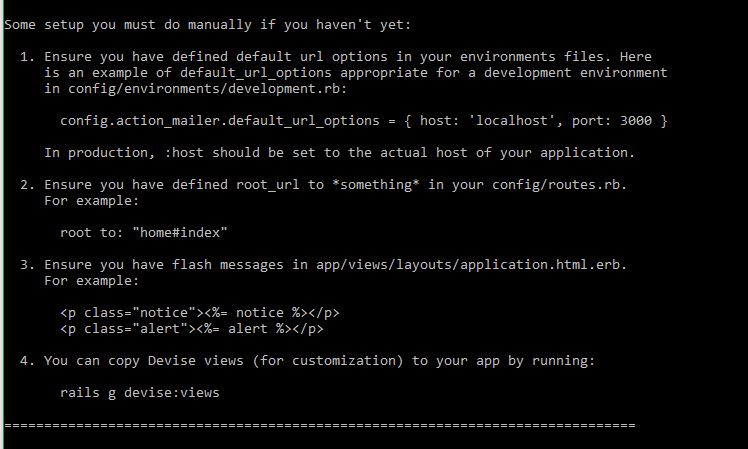 Some setup you must do manually if you haven't yet:
1. Ensure you have defined default url options in your environments files. Here
is an example of default_url_options appropriate for a development environment
in config/environments/development.rb:
config.action_mailer.default_url_options = { host: 'localhost', port: 3000 }
In production, :host should be set to the actual host of your application.
2. Ensure you have defined root_url to *something* in your config/routes.rb.
For example:
root to: "home#index"
3. Ensure you have flash messages in app/views/layouts/application.html.erb.
For example:
<p class="notice"><%= notice %></p>
<p class="alert"><%= alert %></p>
4. You can copy Devise views (for customization) to your app by running:
rails g devise:views
===============================================================================